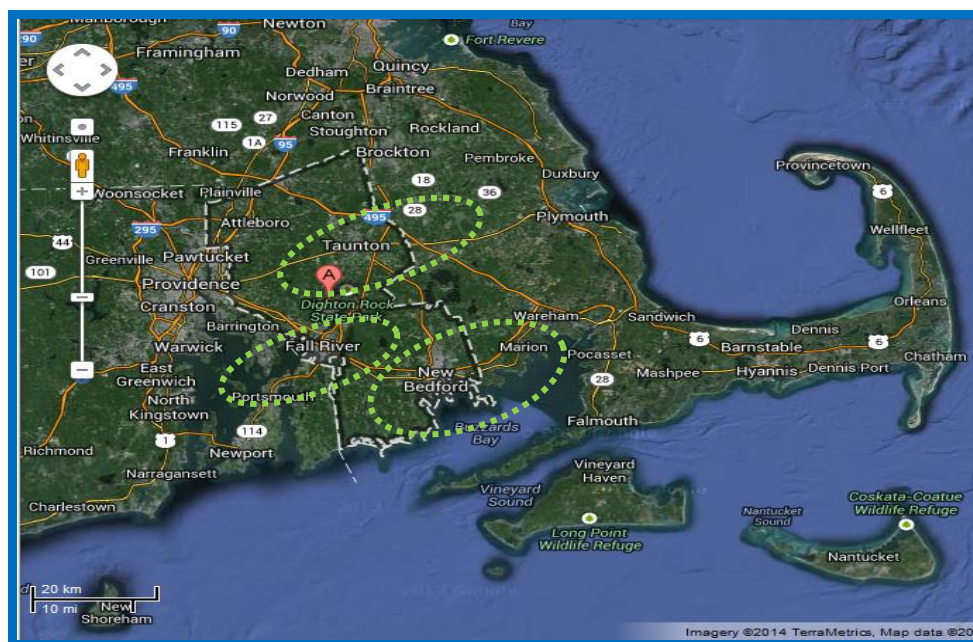 Marlborough
90
90
Newton
Bay
Fort Revere
Framingham
Quincy
Dedham
Braintree
495
Norwood
27
Canton
115
Stoughton
Rockland
Whitinsville
1A
95
Franklin
Brockton
Pembroke
Provincetown
Duxbury
18
6
Woonsocket
Plainville
36
28
495
Plymouth
Attleboro
295
Wellfleet
44
Taunton
Pawtucket
Greenville
101
A
Providence
Orleans
Dighton Rock
State Park
Cranston
Wareham
Sandwich
Barrington
Dennis
6
6
Warwick
Fall River
Marion
Barnstable
Pocasset
Chatham
East
Greenwich
New
Bedford
Mashpee
Hyannis
Dennis Port
28
North
Kingstown
Portsmouth
Falmouth
1
114
Buzzards
Bay
Richmond
Newport
Vineyard
Haven
Narragansett
Vineyard
Sound
Coskata-Coatue
Wildlife Refuge
Charlestown
Nantucket
Sound
Long Point
Wildlife Refuge
Nantucket
20 km
10 mi
New
Shoreham
Imagery ©2014 TerraMetrics, Map data ©20